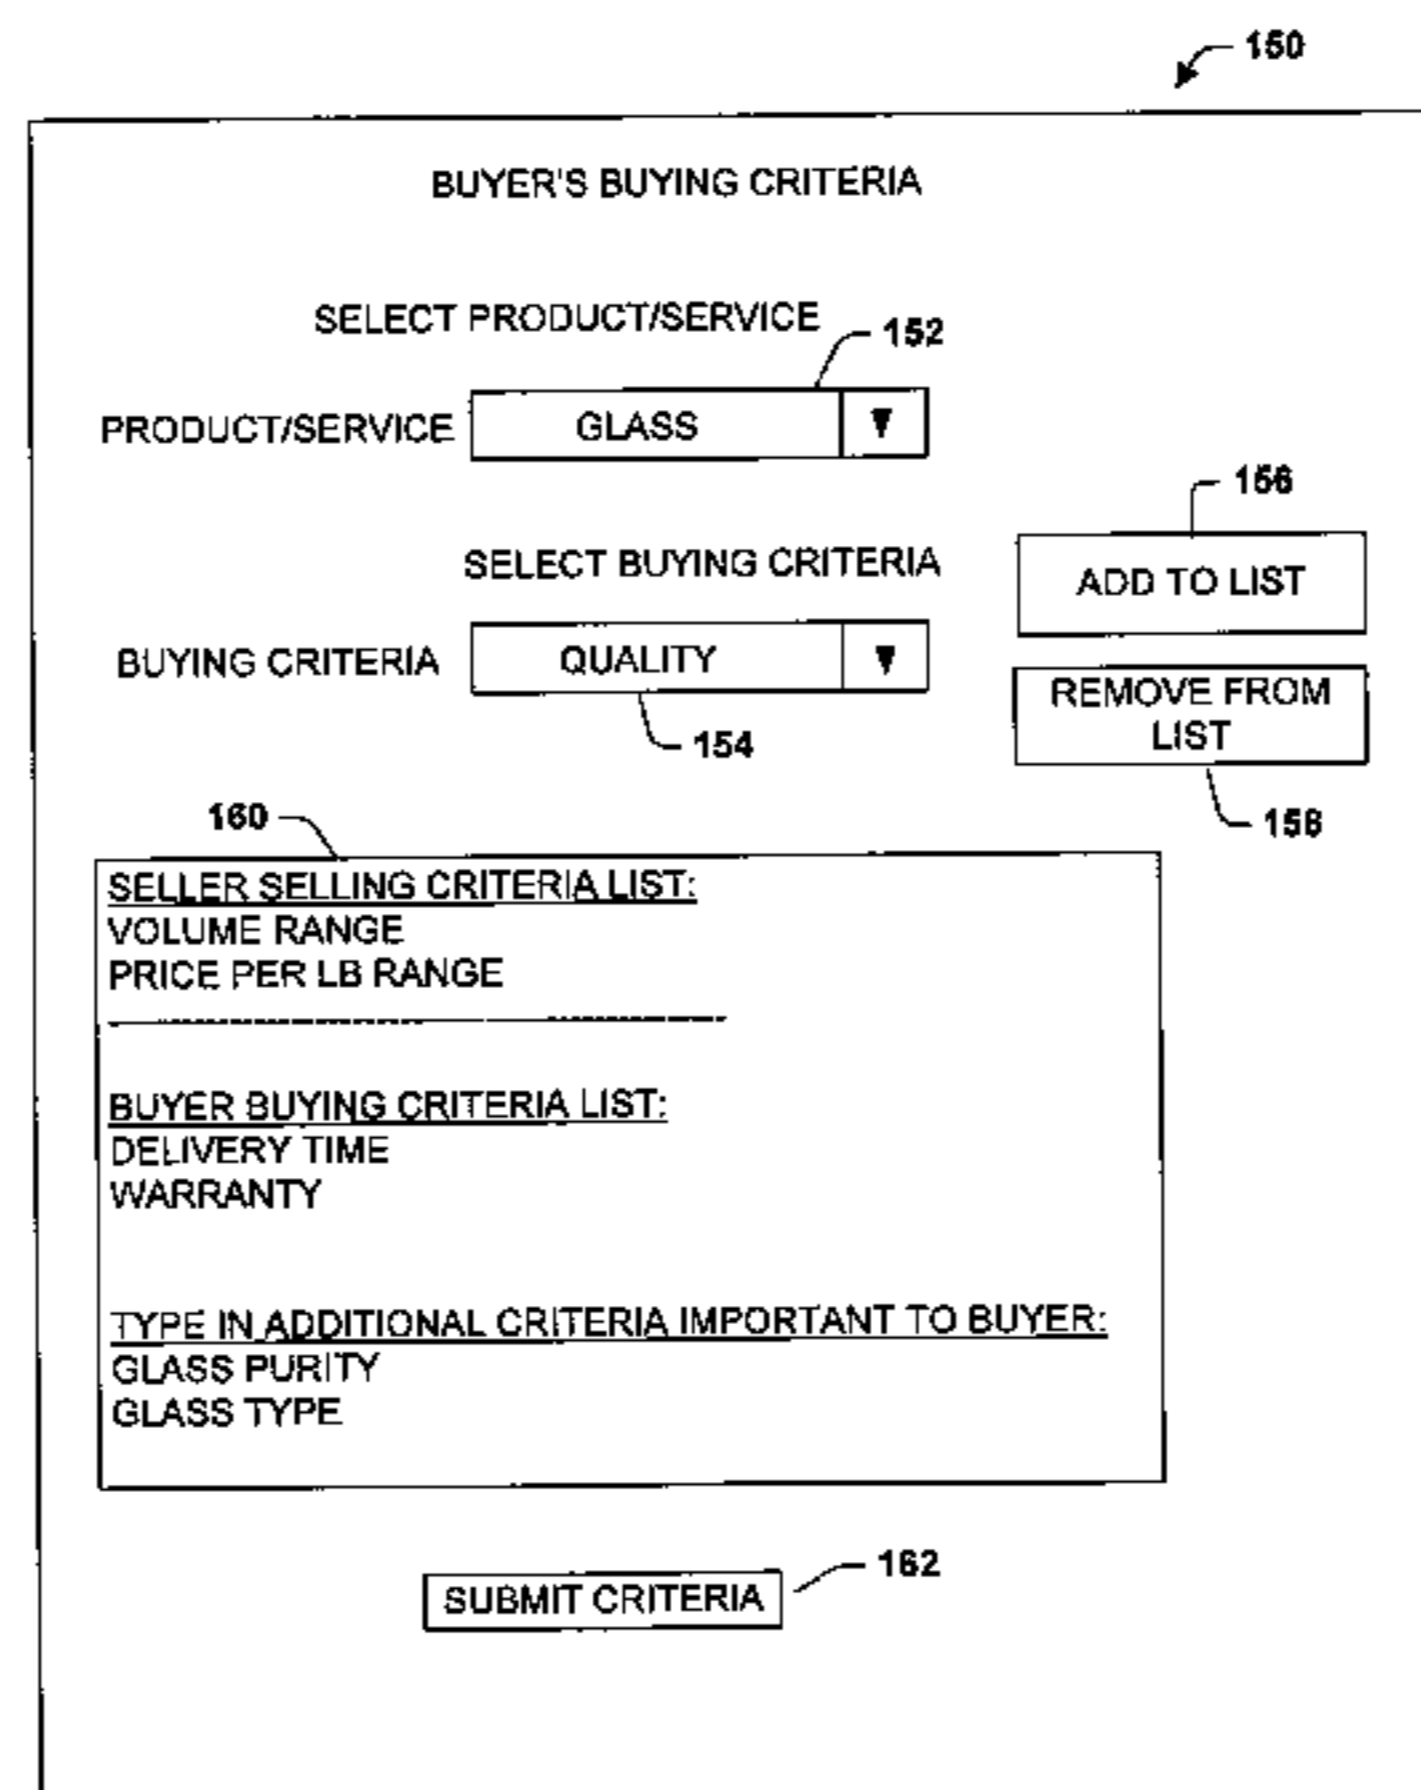 150
BUYER'S BUYING CRITERIA
SELECT PRODUCT/SERVICE
152
PRODUCT/SERVICE
GLASS
156
SELECT BUYING CRITERIA
ADD TO LIST
BUYING CRITERIA
QUALITY
REMOVE FROM
LIST
154
158
160
SELLER SELLING CRITERIA LIST:
VOLUME RANGE
PRICE PER LB RANGE
BUYER BUYING CRITERIA LIST:
DELIVERY TIME
WARRANTY
TYPE IN ADDITIONAL CRITERIA IMPORTANT TO BUYER:
GLASS PURITY
GLASS TYPE
162
SUBMIT CRITERIA